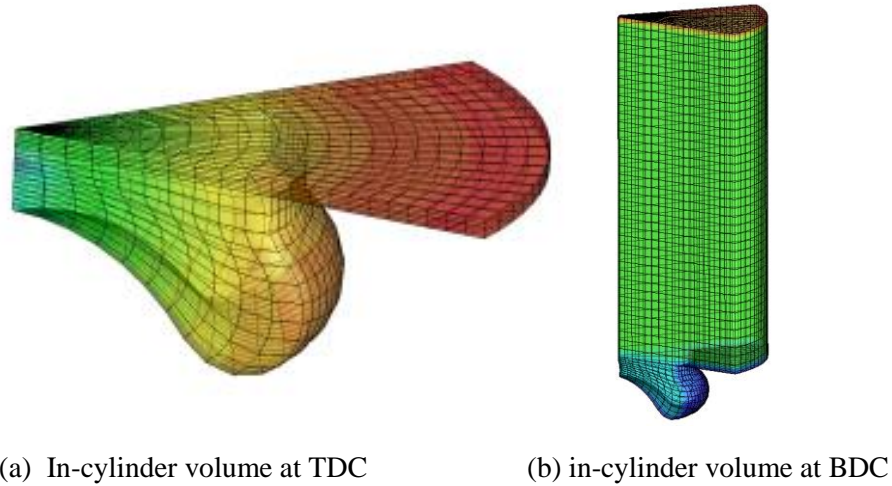 (a) In-cylinder volume at TDC
(b) in-cylinder volume at BDC